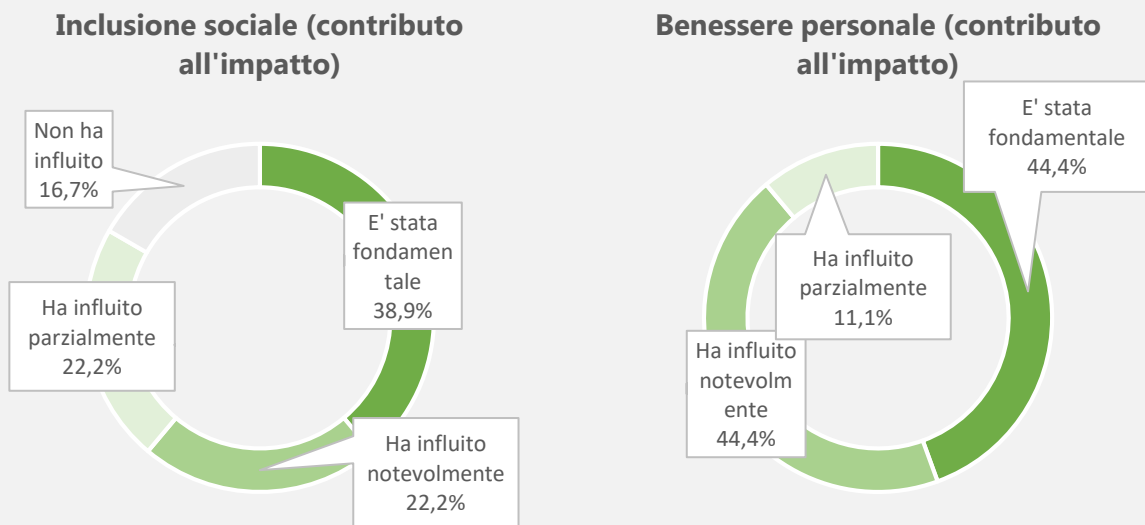 Inclusione sociale (contributo
all'impatto)
Non ha
influito
16,7%
E' stata
fondamen
tale
38,9%
Ha influito
parzialmente
22,2%
Ha influito
notevolmente
22,2%
Benessere personale (contributo
all'impatto)
E' stata
fondamentale
44,4%
Ha influito
parzialmente
11,1%
Ha influito
notevolm
ente
44,4%